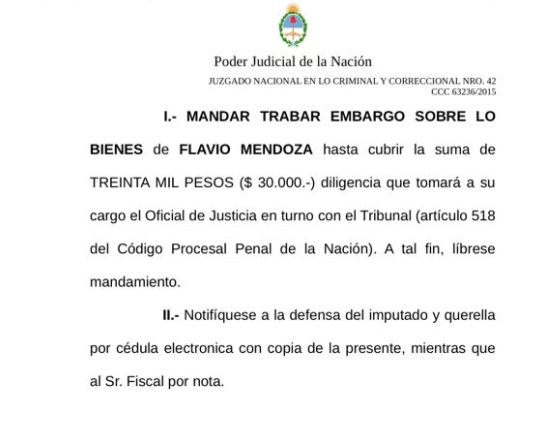 Poder Judicial de la Nación
JUZGADO NACIONAL EN LO CRIMINAL Y CORRECCIONAL NRO. 42
CCC 63236/2015
I.- MANDAR TRABAR EMBARGO SOBRE LO
BIENES de FLAVIO MENDOZA hasta cubrir la suma de
TREINTA MIL PESOS ($ 30.000.-) diligencia que tomará a su
cargo el Oficial de Justicia en turno con el Tribunal (artículo 518
del Código Procesal Penal de la Nación). A tal fin, líbrese
mandamiento.
II.- Notifíquese a la defensa del imputado y querella
por cédula electronica con copia de la presente, mientras que
al Sr. Fiscal por nota.